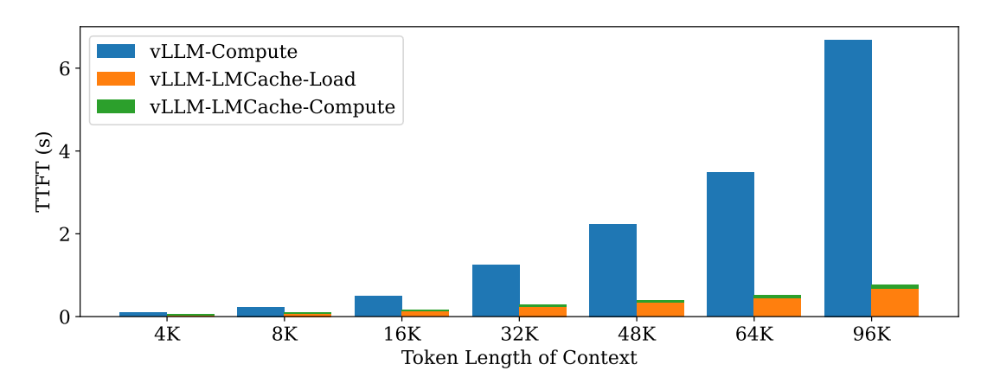 vLLM-Compute
vLLM-LMCache-Load
vLLM-LMCache-Compute
TTFT (s)
6
4
2
0
4K 8K 16K 32K 48K 64K 96K
Token Length of Context